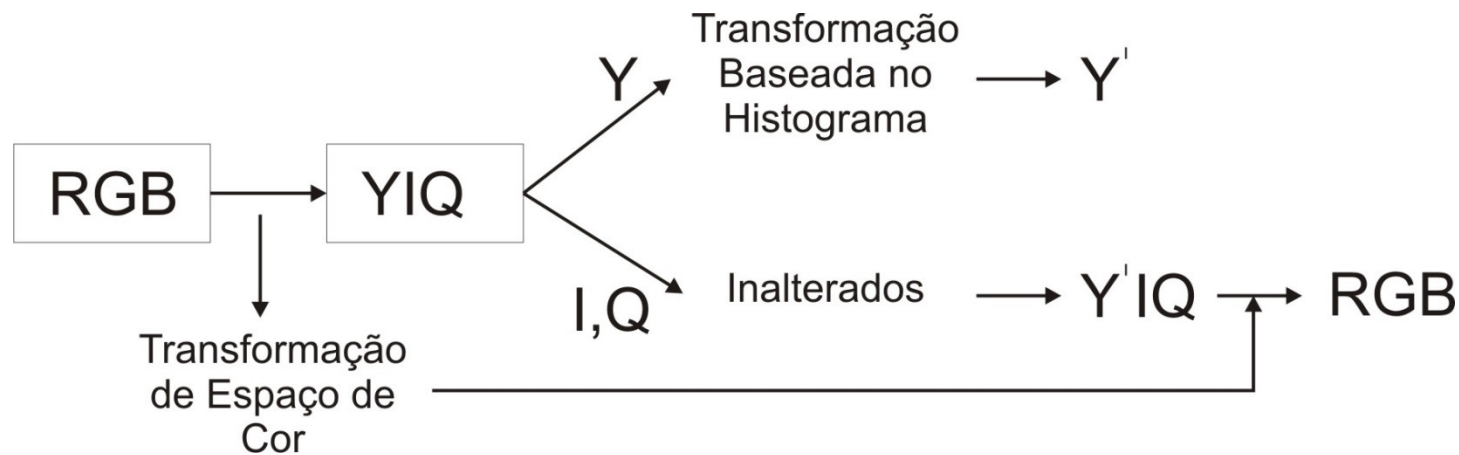 Transformação
Baseada no
Histograma
Y
Y'
RGB
YIQ
I,Q
Inalterados
Y'IQ
RGB
Transformação
de Espaço de
Cor